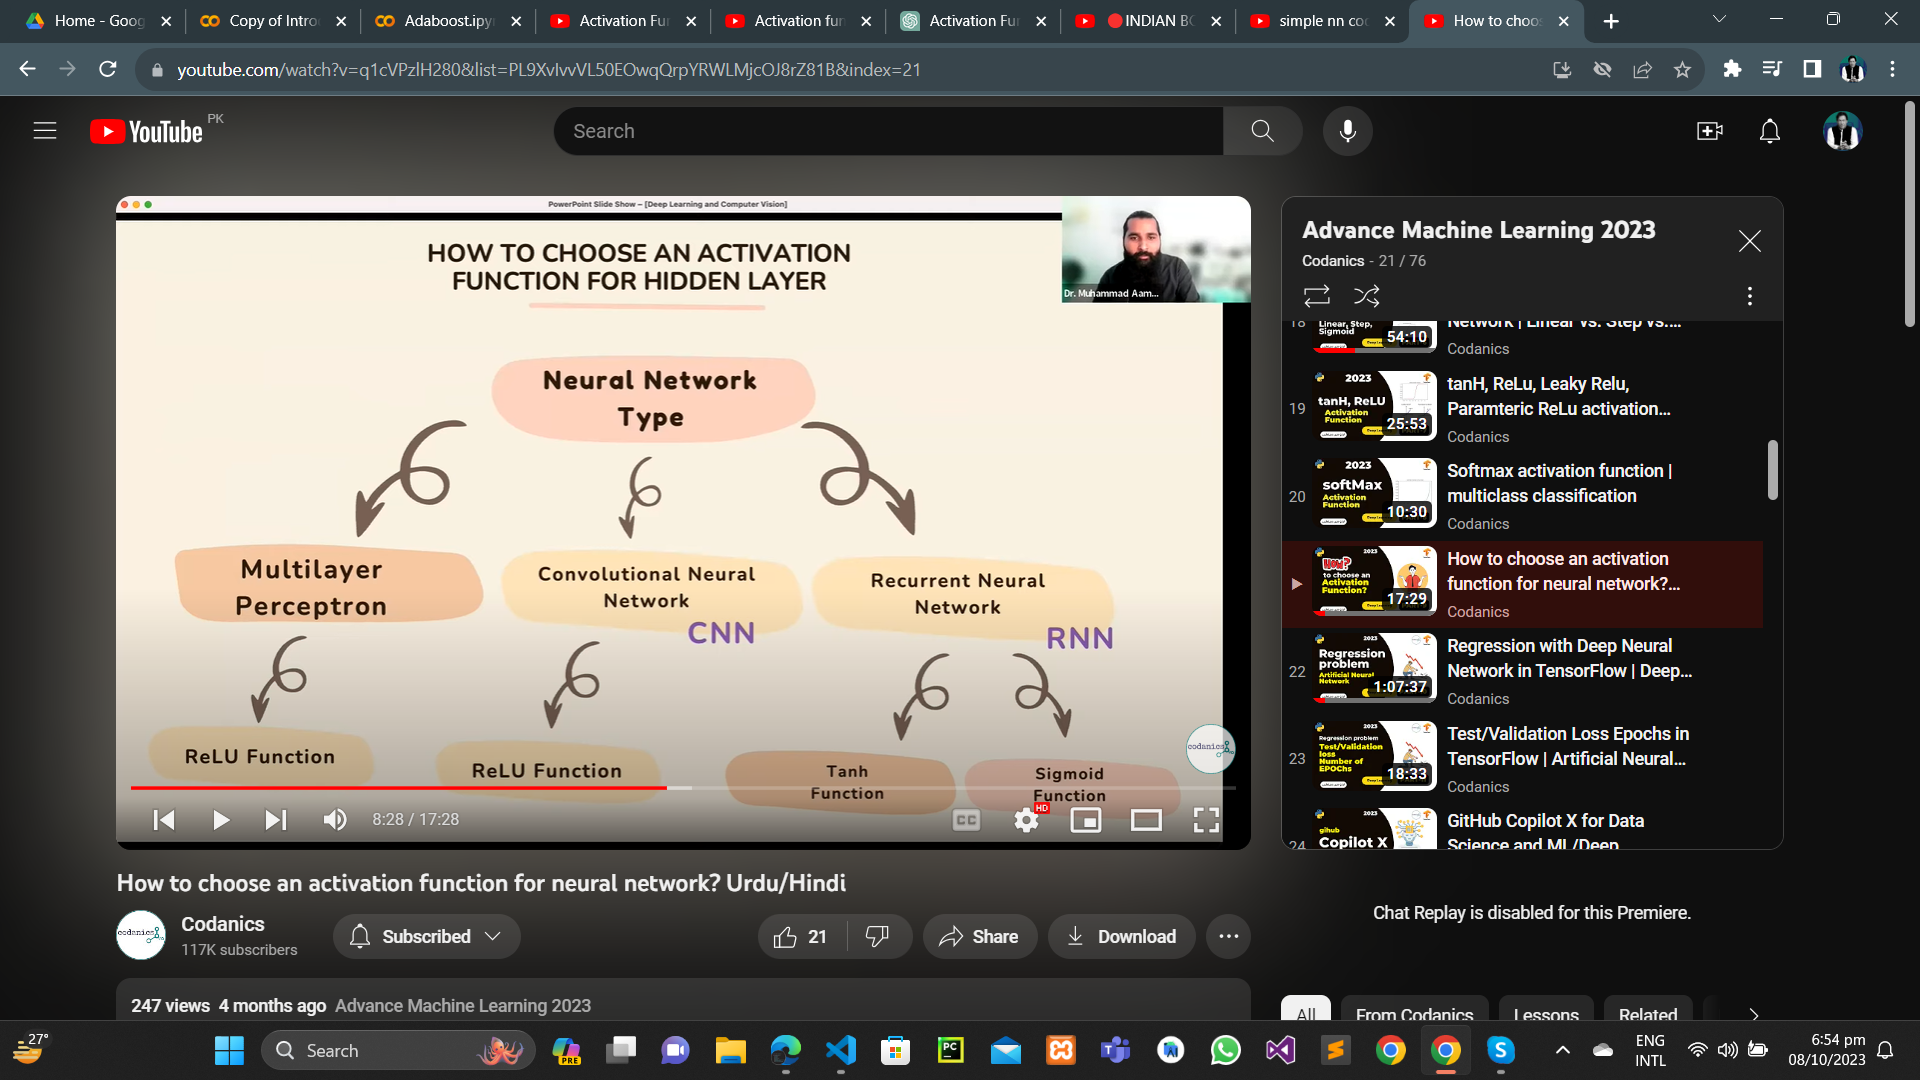 Home - Goog
Copy of Intro
Adaboost.ipy
Activation Fu
Activation fu
Activation Fu
INDIAN B
simple nn co
How to choo
youtube.com/watch?v=q1cVPzlH280&list=PL9XvIvvVL50EOwqQrpYRWLMjcOJ8rZ81B&index=21
YouTube PK
Search
PowerPoint Slide Show – [Deep Learning and Computer Vision]
HOW TO CHOOSE AN ACTIVATION
FUNCTION FOR HIDDEN LAYER
Dr. Muhammad Aam...
Neural Network
Type
Multilayer
Perceptron
Convolutional Neural
Network
CNN
Recurrent Neural
Network
RNN
ReLU Function
ReLU Function
Tanh
Function
Sigmoid
Function
codanics
8:28 / 17:28
CC
HD
Advance Machine Learning 2023
Codanics - 21 / 76
18
Linear, Step,
Sigmoid
54:10
Network | Linear vs. Step vs....
Codanics
19
2023
tanH, ReLU
Activation
Function
25:53
tanH, ReLu, Leaky Relu,
Paramteric ReLu activation...
Codanics
20
2023
softMax
Activation
Function
10:30
Softmax activation function |
multiclass classification
Codanics
2023
How?
to choose an
Activation
Function?
17:29
How to choose an activation
function for neural network?...
Codanics
22
2023
Regression
problem
Artificial Neural
Network
1:07:37
Regression with Deep Neural
Network in TensorFlow | Deep...
Codanics
23
2023
Regression problem
Test/Validation
loss
Number of
EPOChs
18:33
Test/Validation Loss Epochs in
TensorFlow | Artificial Neural...
Codanics
24
2023
gihub
Copilot X
GitHub Copilot X for Data
Science and ML/Deep
How to choose an activation function for neural network? Urdu/Hindi
codanics
Codanics
117K subscribers
Subscribed
21
Share
Download
Chat Replay is disabled for this Premiere.
247 views 4 months ago Advance Machine Learning 2023
All
From Codanics
Lessons
Related
27°
Search
PRE
PC
ENG
INTL
6:54 pm
08/10/2023